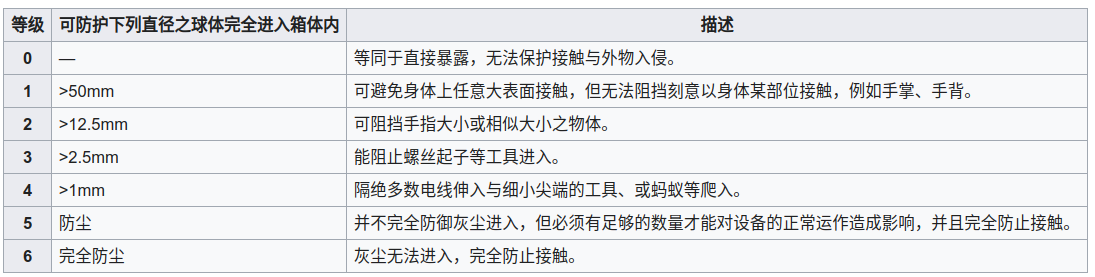 等级 可防护下列直径之球体完全进入箱体内 描述
0 — 等同于直接暴露，无法保护接触与外物入侵。
1 >50mm 可避免身体上任意大表面接触，但无法阻挡刻意以身体某部位接触，例如手掌、手背。
2 >12.5mm 可阻挡手指大小或相似大小之物体。
3 >2.5mm 能阻止螺丝起子等工具进入。
4 >1mm 隔绝多数电线伸入与细小尖端的工具、或蚂蚁等爬入。
5 防尘 并不完全防御灰尘进入，但必须有足够的数量才能对设备的正常运作造成影响，并且完全防止接触。
6 完全防尘 灰尘无法进入，完全防止接触。